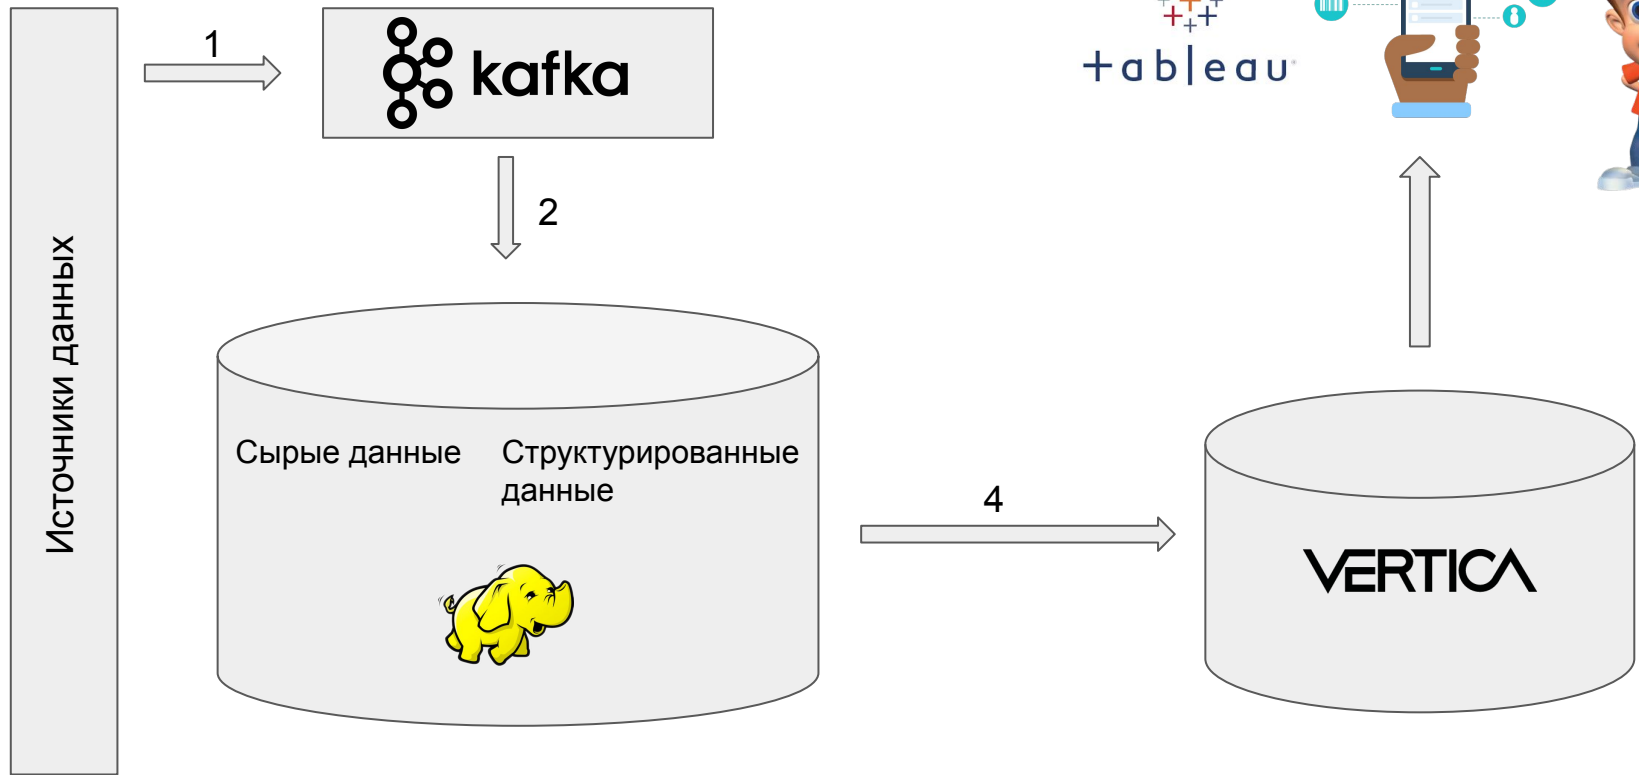 1
kafka
tableau
2
Источники данных
Сырые данные
Структурированные
данные
4
VERTICA